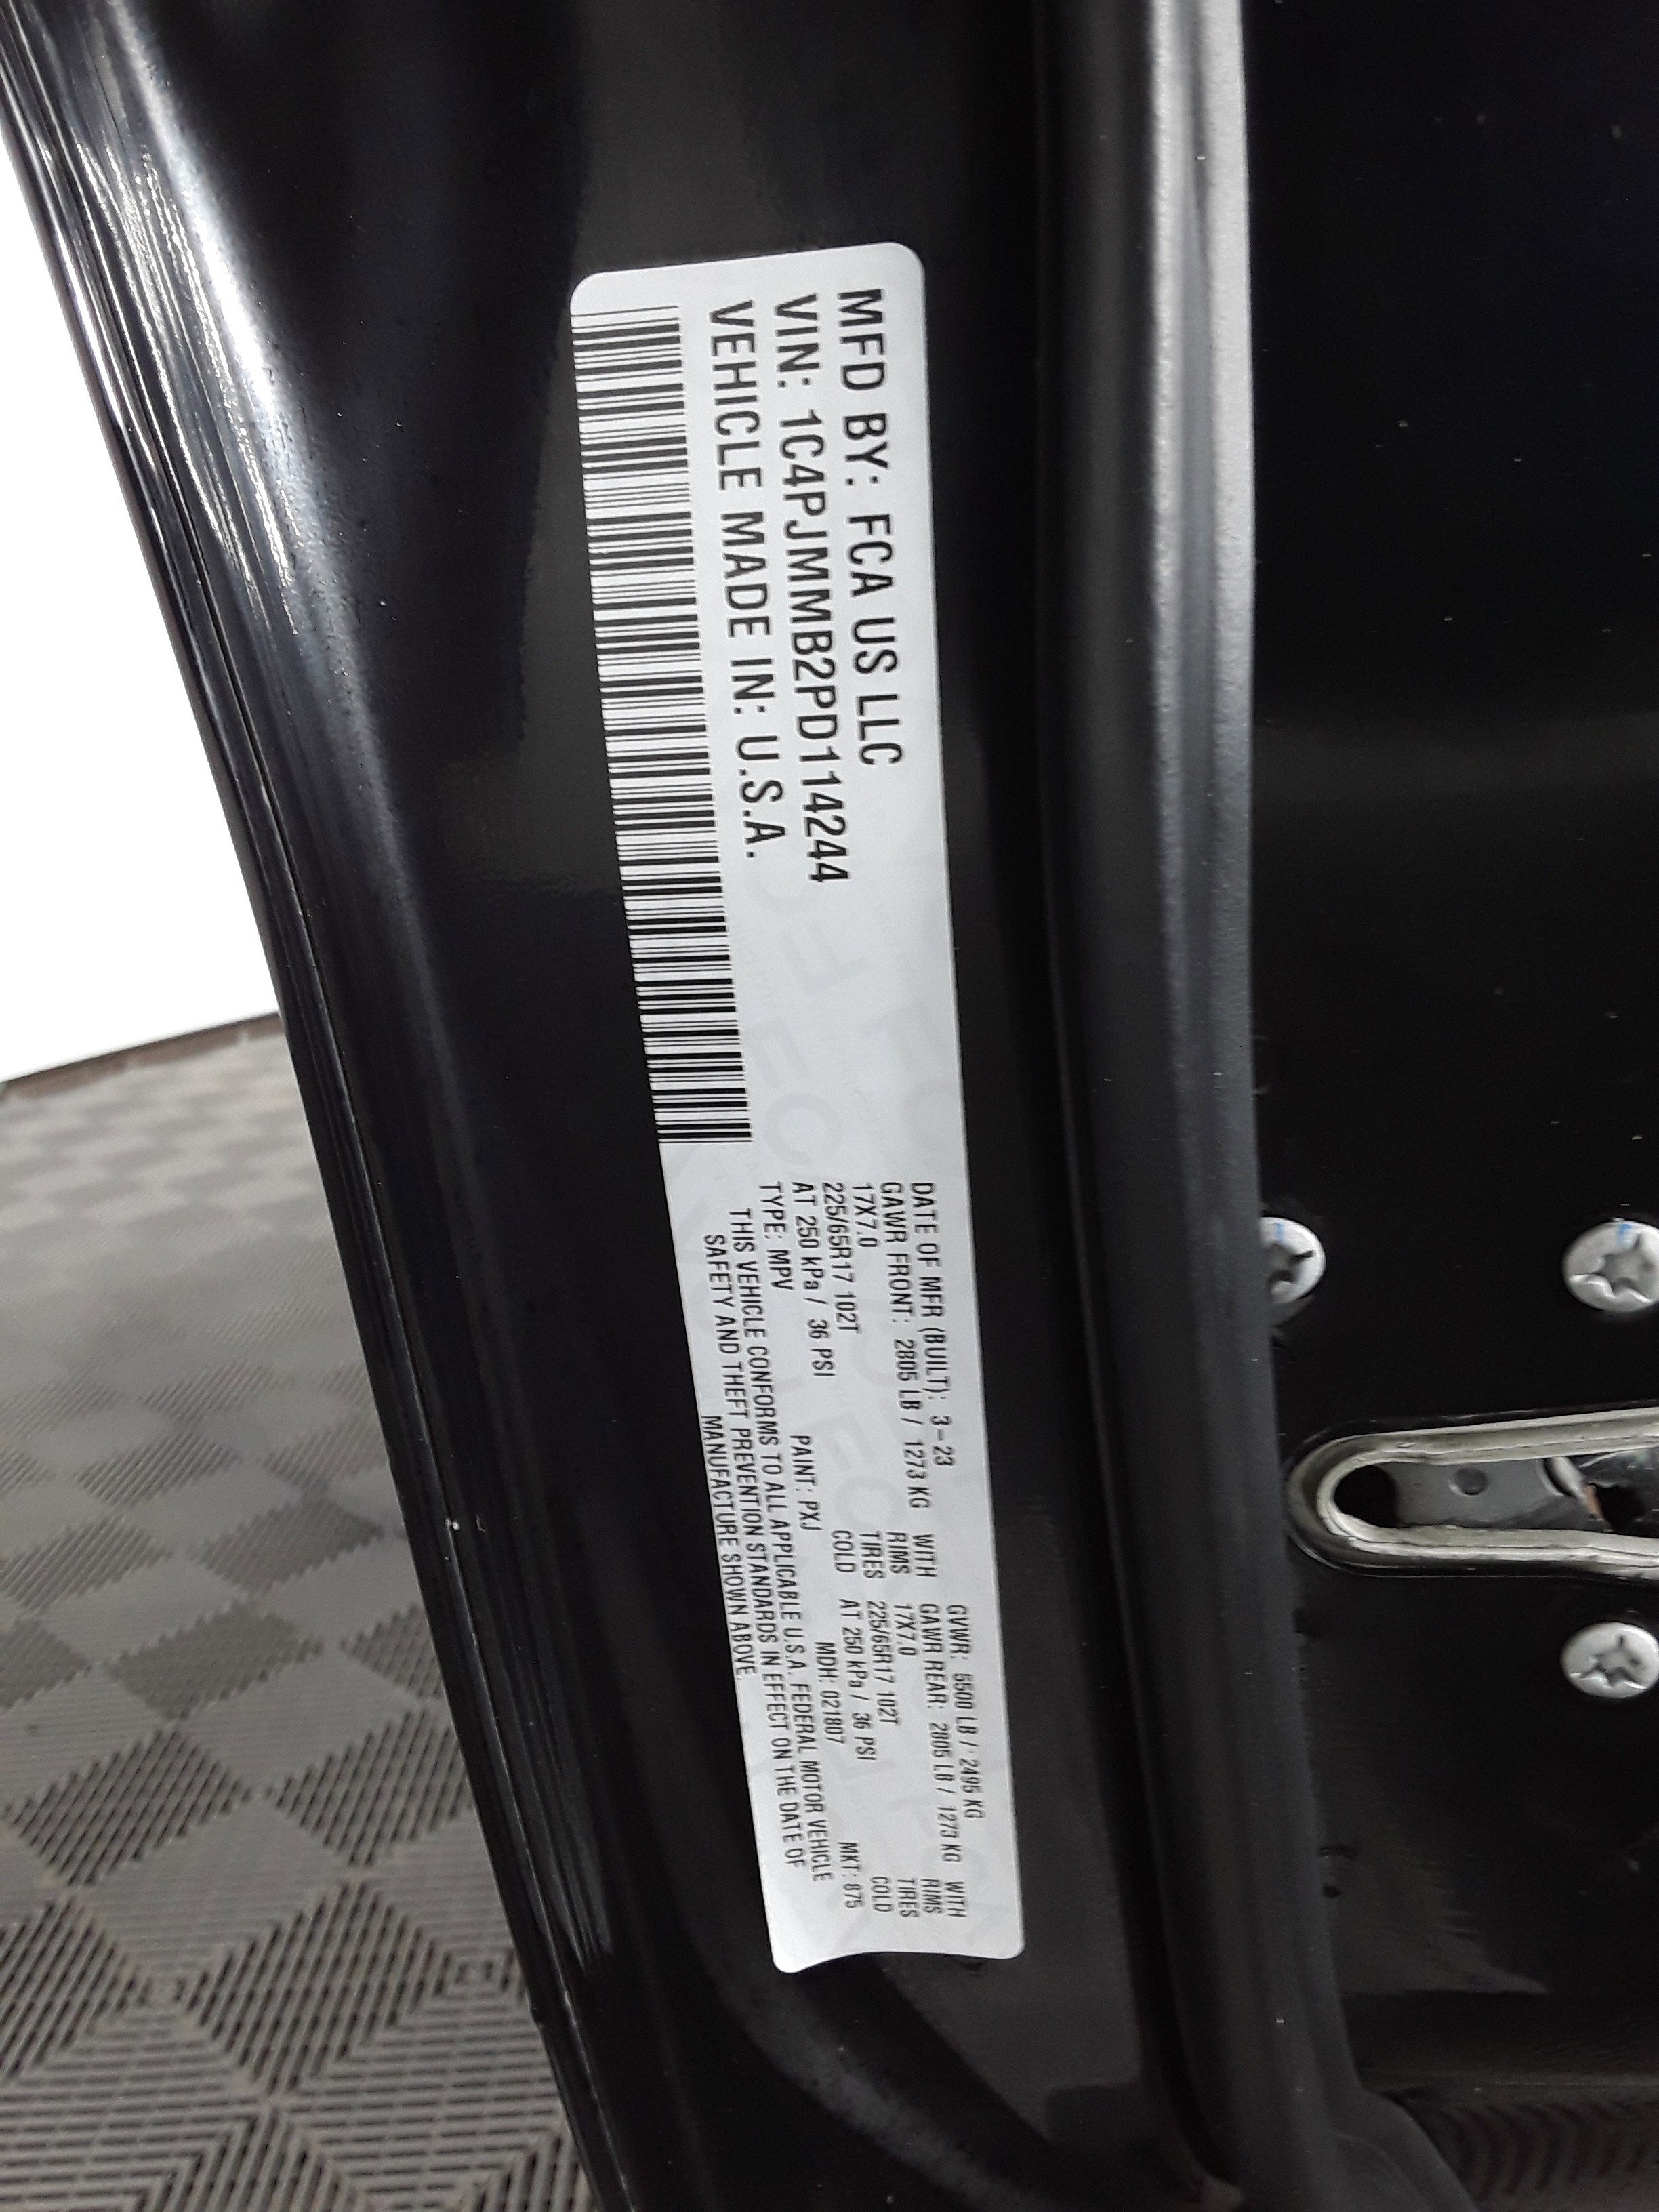 MFD BY: FCA US LLC
VIN: 1C4PJMMB2PD114244
VEHICLE MADE IN: U.S.A.
DATE OF MFR (BUILT): 3-23 GVWR: 5500 LB / 2495 KG
GAWR FRONT: 2805 LB / 1273 KG WITH GAWR REAR: 2805 LB / 1273 KG WITH
17X7.0 RIMS 17X7.0 RIMS
225/65R17 102T TIRES 225/65R17 102T TIRES
AT 250 kPa / 36 PSI COLD AT 250 kPa / 36 PSI COLD
TYPE: MPV PAINT: PXJ MDH: 021807 MKT: 875
THIS VEHICLE CONFORMS TO ALL APPLICABLE U.S.A. FEDERAL MOTOR VEHICLE
SAFETY AND THEFT PREVENTION STANDARDS IN EFFECT ON THE DATE OF
MANUFACTURE SHOWN ABOVE.